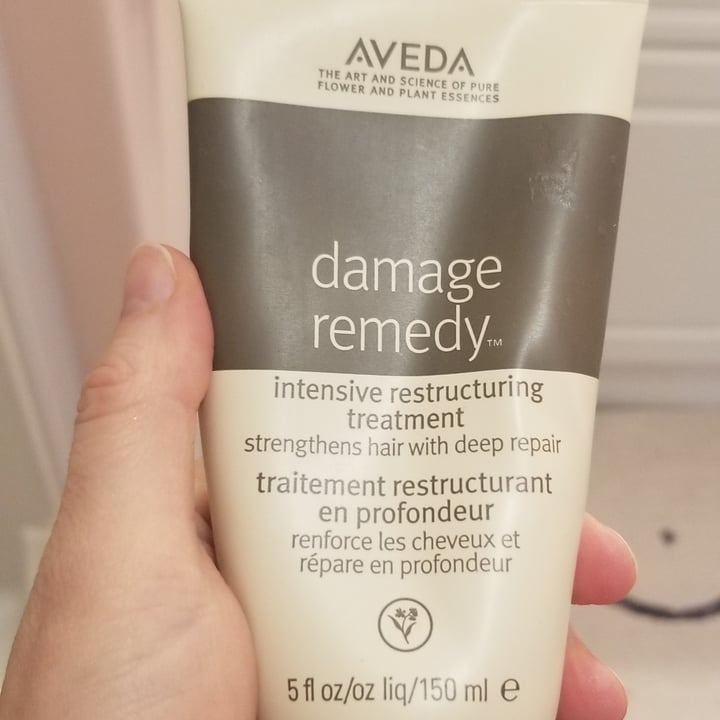 AVEDA
THE ART AND SCIENCE OF PURE
FLOWER AND PLANT ESSENCES
damage
remedy™
intensive restructuring
treatment
strengthens hair with deep repair
traitement restructurant
en profondeur
renforce les cheveux et
répare en profondeur
5 fl oz/oz liq/150 ml ℮